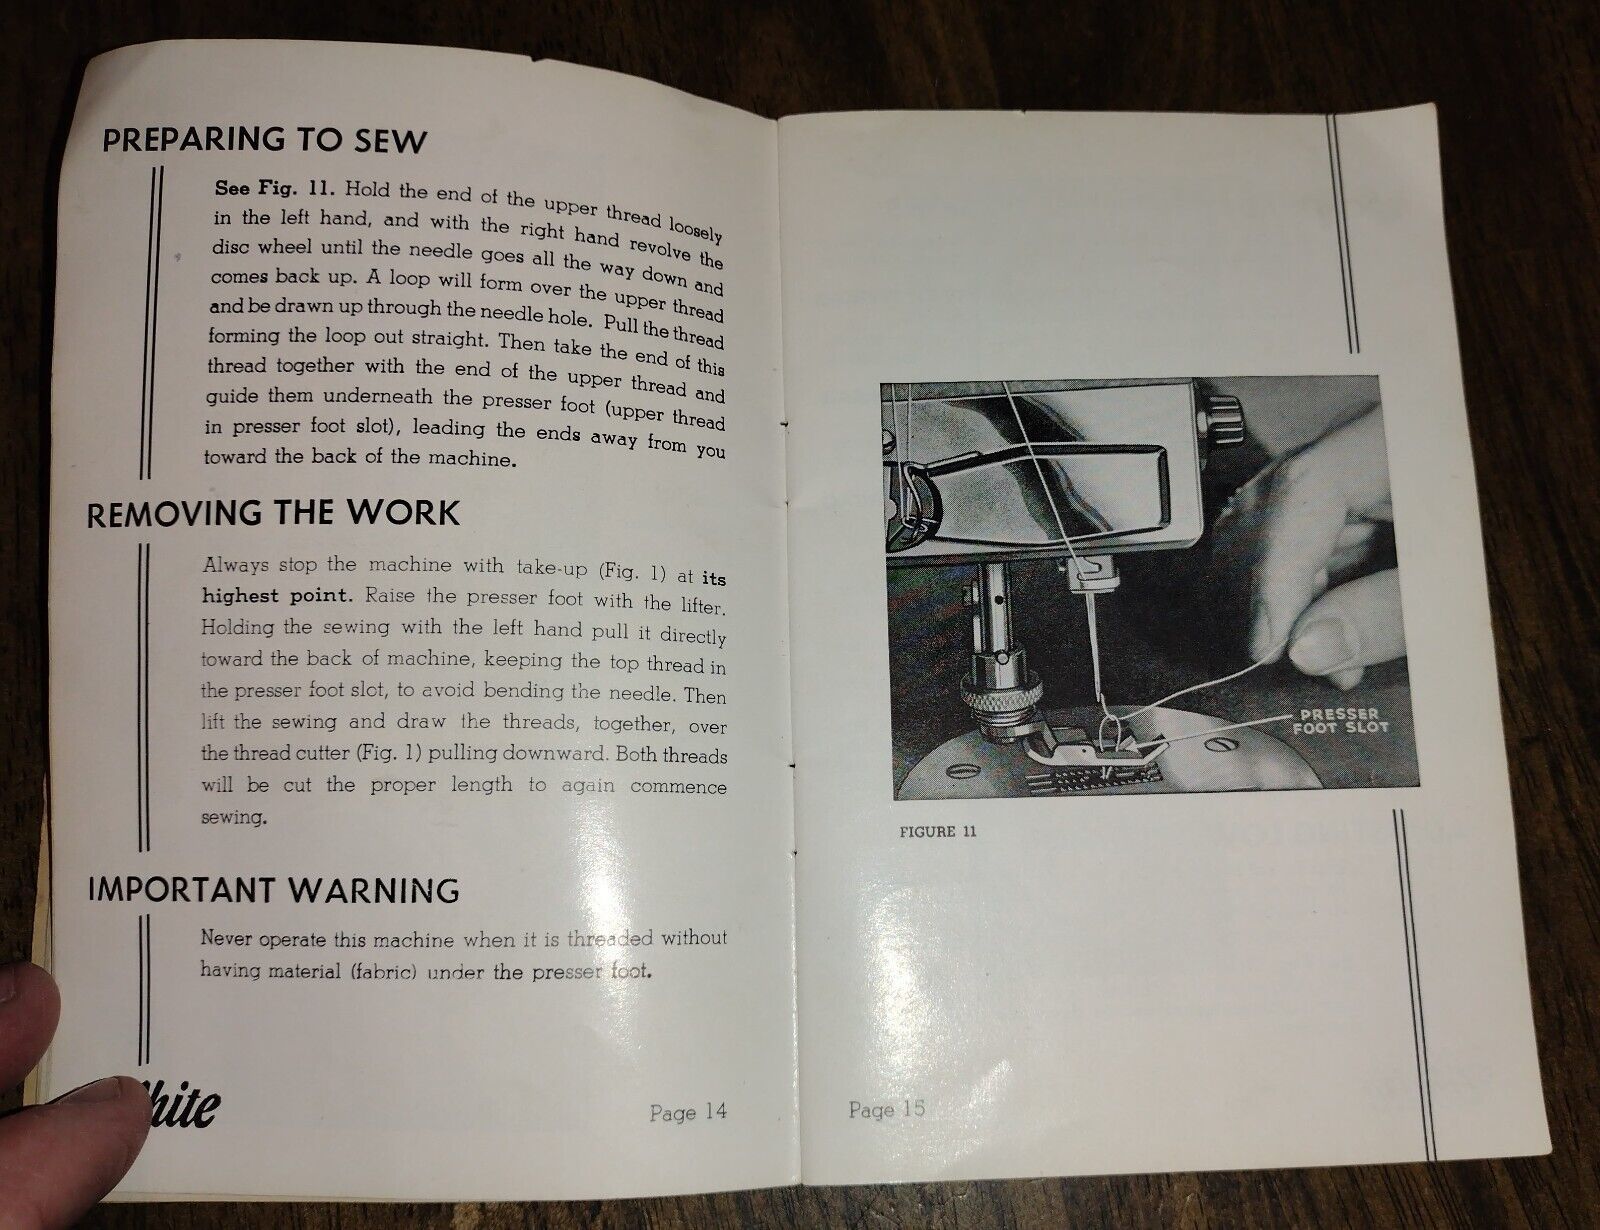 PREPARING TO SEW
See Fig. 11. Hold the end of the upper thread loosely
in the left hand, and with the right hand revolve the
disc wheel until the needle goes all the way down and
comes back up. A loop will form over the upper thread
and be drawn up through the needle hole. Pull the thread
forming the loop out straight. Then take the end of this
thread together with the end of the upper thread and
guide them underneath the presser foot (upper thread
in presser foot slot), leading the ends away from you
toward the back of the machine.
REMOVING THE WORK
Always stop the machine with take-up (Fig. 1) at its
highest point. Raise the presser foot with the lifter.
Holding the sewing with the left hand pull it directly
toward the back of machine, keeping the top thread in
the presser foot slot, to avoid bending the needle. Then
lift the sewing and draw the threads, together, over
the thread cutter (Fig. 1) pulling downward. Both threads
will be cut the proper length to again commence
sewing.
IMPORTANT WARNING
Never operate this machine when it is threaded without
having material (fabric) under the presser foot.
Page 14
PRESSER
FOOT SLOT
FIGURE 11
Page 15